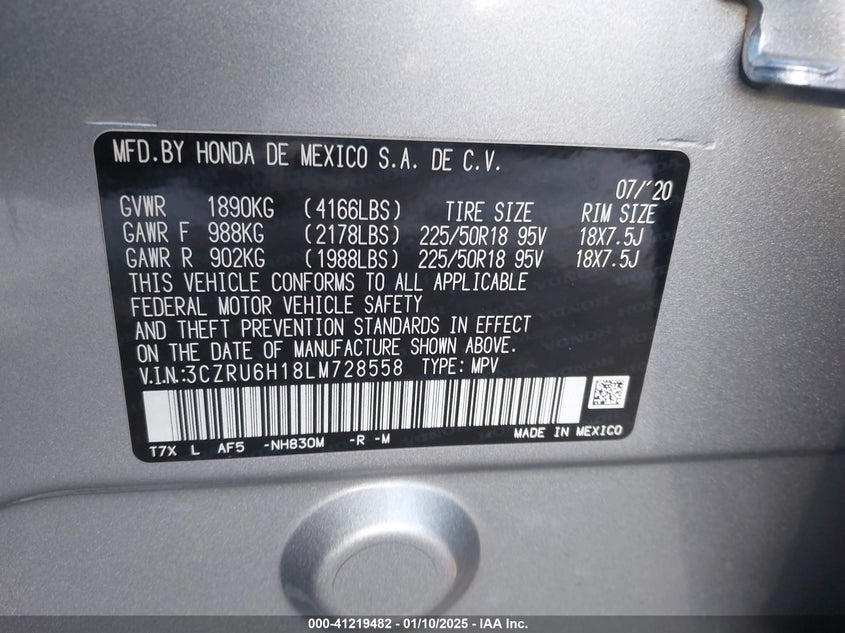 MFD.BY HONDA DE MEXICO S.A. DE C.V.
07/'20
GVWR 1890KG (4166LBS) TIRE SIZE RIM SIZE
GAWR F 988KG (2178LBS) 225/50R18 95V 18X7.5J
GAWR R 902KG (1988LBS) 225/50R18 95V 18X7.5J
THIS VEHICLE CONFORMS TO ALL APPLICABLE
FEDERAL MOTOR VEHICLE SAFETY
AND THEFT PREVENTION STANDARDS IN EFFECT
ON THE DATE OF MANUFACTURE SHOWN ABOVE.
V.I.N.:3CZRU6H18LM728558 TYPE: MPV
T7X L AF5 -NH830M -R -M MADE IN MEXICO
000-41219482 — 01/10/2025 — IAA Inc.